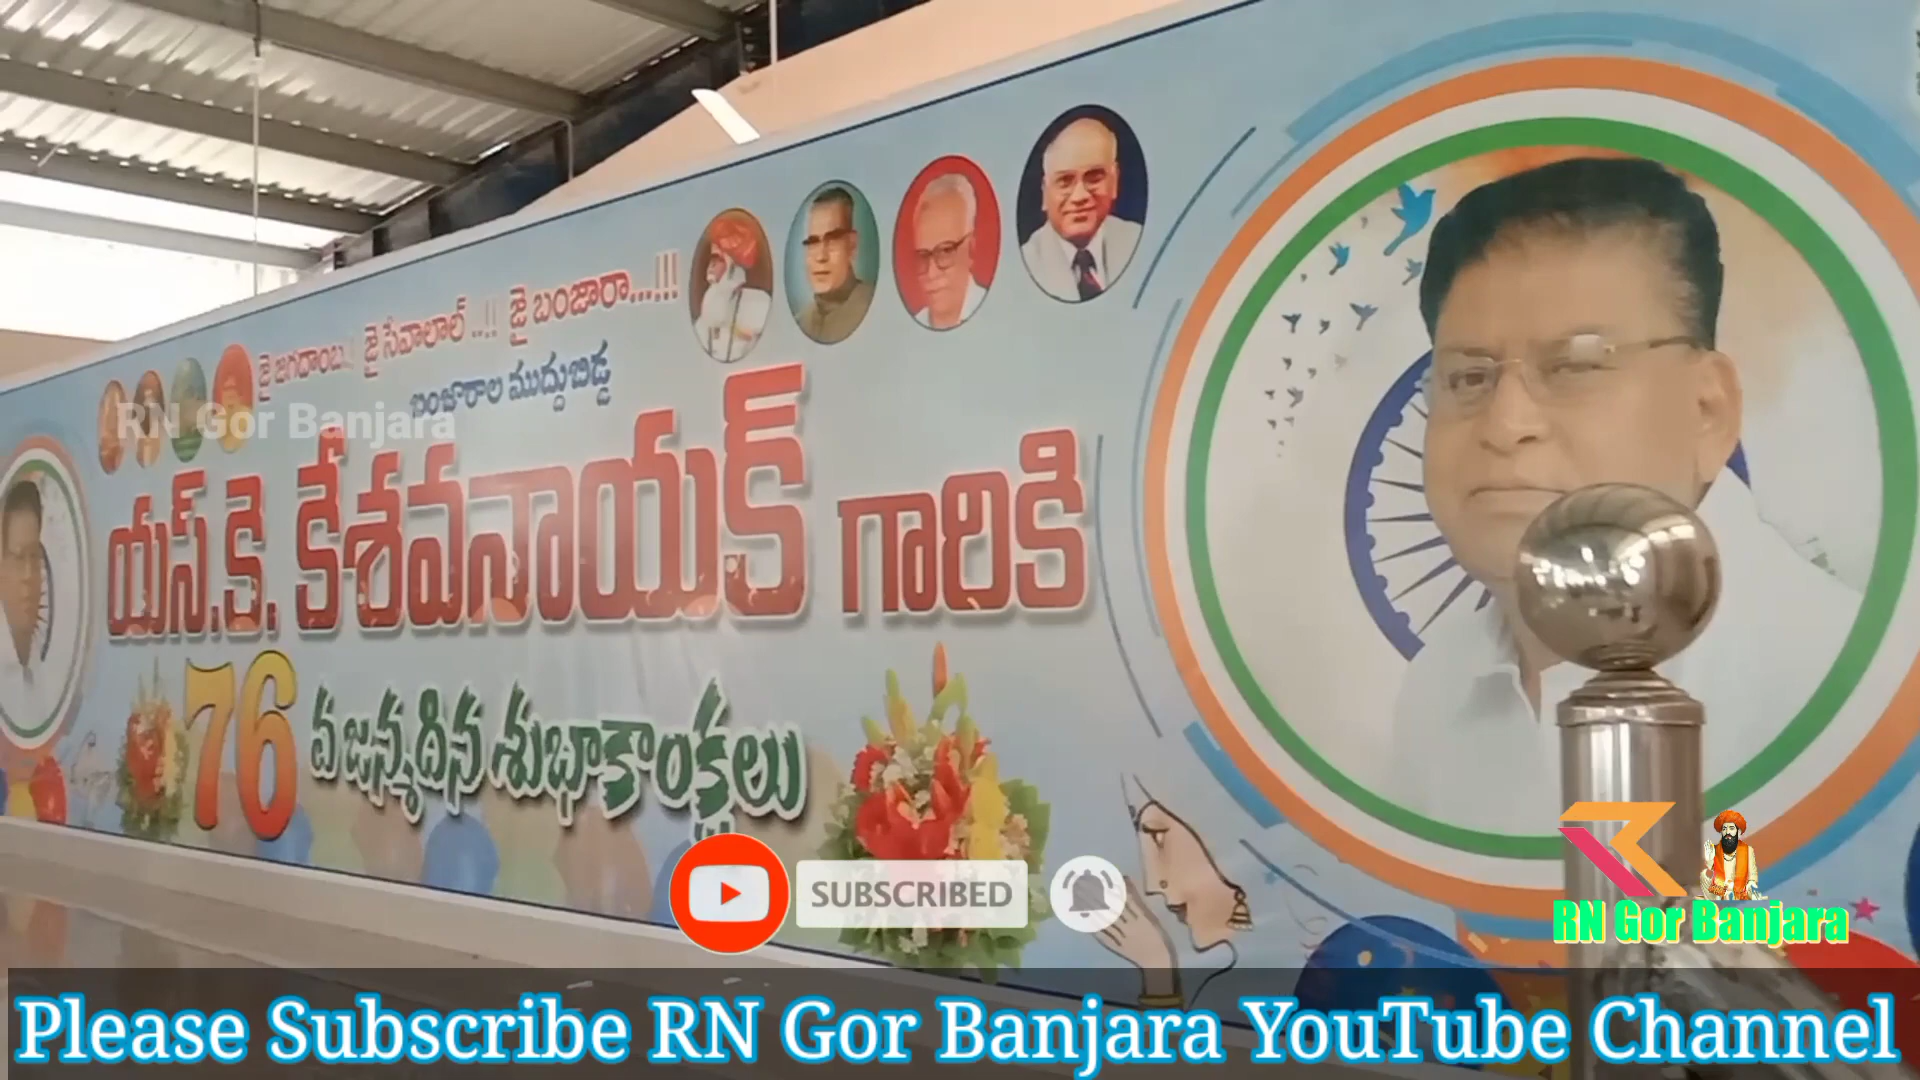 జై జగదాంబ..! జై సేవాలాల్ ..!! జై బంజారా...!!!
బంజారాల ముద్దుబిడ్డ
RN Gor Banjara
యస్.కె. కేశవనాయక్ గారికి
76 వ జన్మదిన శుభాకాంక్షలు
SUBSCRIBED
RN Gor Banjara
Please Subscribe RN Gor Banjara YouTube Channel